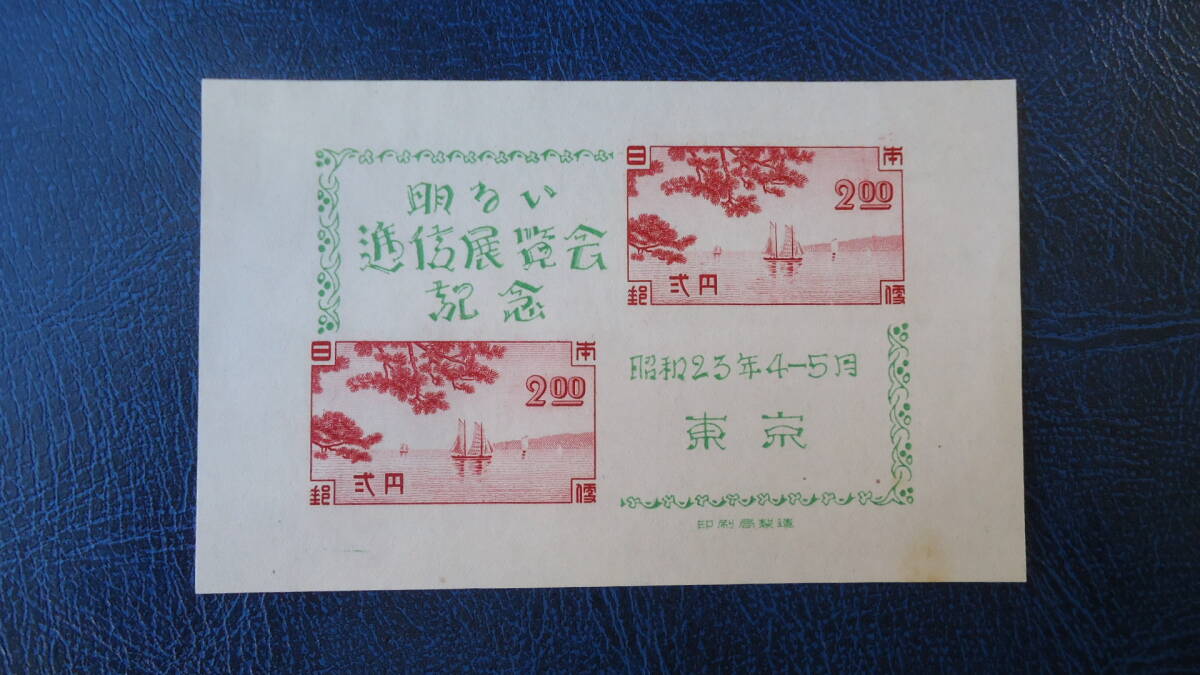 明るい
逓信展覧会
記念
日本
2.00
弐円
郵便
日本
2.00
弐円
郵便
昭和23年4-5月
東京
印刷局製造